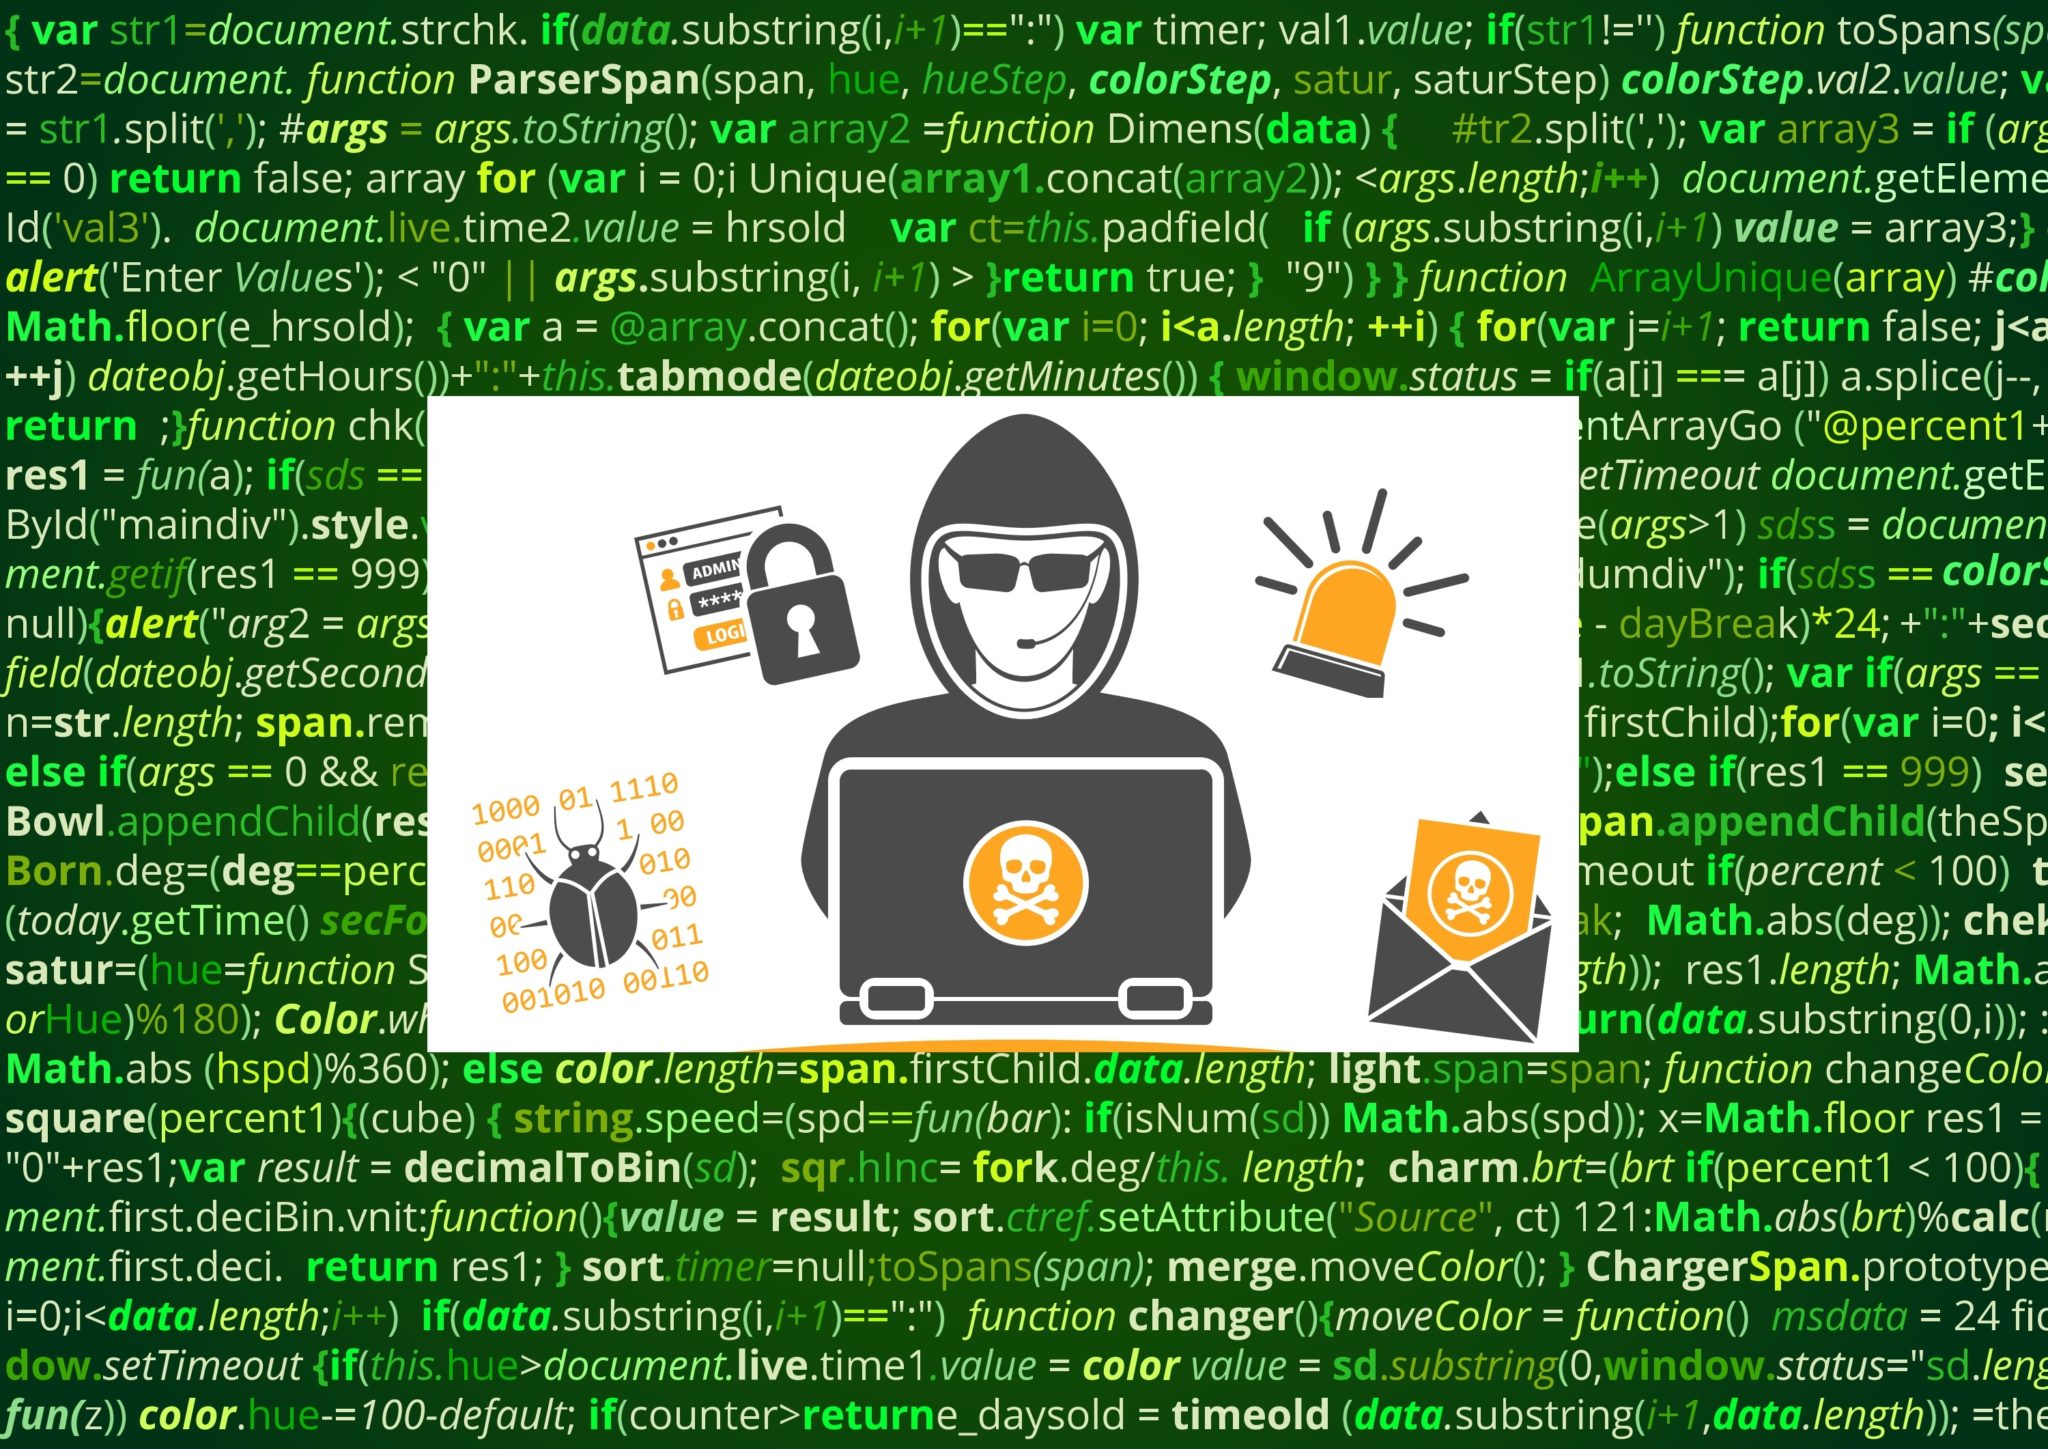 { var str1=document.strchk. if(data.substring(i,i+1)==":") var timer; val1.value; if(str1!='') function toSpans(sp
str2=document. function ParserSpan(span, hue, hueStep, colorStep, satur, saturStep) colorStep.val2.value; v
= str1.split(','); #args = args.toString(); var array2 =function Dimens(data) { #tr2.split(','); var array3 = if (arg
== 0) return false; array for (var i = 0;i Unique(array1.concat(array2)); <args.length;i++) document.getEleme
Id('val3'). document.live.time2.value = hrsold var ct=this.padfield( if (args.substring(i,i+1) value = array3;}
alert('Enter Values'); < "0" || args.substring(i, i+1) > }return true; } "9") } } function ArrayUnique(array) #col
Math.floor(e_hrsold); { var a = @array.concat(); for(var i=0; i<a.length; ++i) { for(var j=i+1; return false; j<a
++j) dateobj.getHours())+":"+this.tabmode(dateobj.getMinutes()) { window.status = if(a[i] === a[j]) a.splice(j--,
return ;}function chk( entArrayGo ("@percent1+
res1 = fun(a); if(sds == etTimeout document.getE
ById("maindiv").style. e(args>1) sdss = documen
ment.getif(res1 == 999) dumdiv"); if(sdss == colorS
null){alert("arg2 = args - dayBreak)*24; +":"+sec
field(dateobj.getSecond .toString(); var if(args ==
n=str.length; span.rem firstChild);for(var i=0; i<
else if(args == 0 && re ");else if(res1 == 999) se
Bowl.appendChild(res pan.appendChild(theSp
Born.deg=(deg==perc meout if(percent < 100) t
(today.getTime() secFo ak; Math.abs(deg)); chek
satur=(hue=function S gth)); res1.length; Math.a
orHue)%180); Color.wh urn(data.substring(0,i)); :
ADMIN
****
LOGI
1000 01 1110
0001 1 00
110 010
00 00
100 011
001010 00110
Math.abs (hspd)%360); else color.length=span.firstChild.data.length; light.span=span; function changeColo
square(percent1){(cube) { string.speed=(spd==fun(bar): if(isNum(sd)) Math.abs(spd)); x=Math.floor res1 =
"0"+res1;var result = decimalToBin(sd); sqr.hInc= fork.deg/this. length; charm.brt=(brt if(percent1 < 100){
ment.first.deciBin.vnit:function(){value = result; sort.ctref.setAttribute("Source", ct) 121:Math.abs(brt)%calc(
ment.first.deci. return res1; } sort.timer=null;toSpans(span); merge.moveColor(); } ChargerSpan.prototype
i=0;i<data.length;i++) if(data.substring(i,i+1)==":") function changer(){moveColor = function() msdata = 24 fic
dow.setTimeout {if(this.hue>document.live.time1.value = color value = sd.substring(0,window.status="sd.leng
fun(z)) color.hue-=100-default; if(counter>returne_daysold = timeold (data.substring(i+1,data.length)); =the